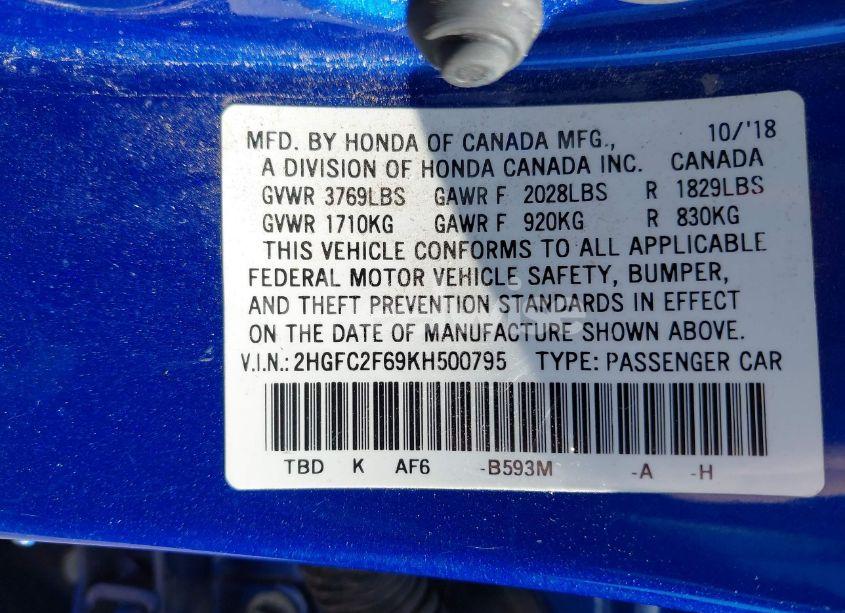 MFD. BY HONDA OF CANADA MFG., 10/'18
A DIVISION OF HONDA CANADA INC. CANADA
GVWR 3769LBS GAWR F 2028LBS R 1829LBS
GVWR 1710KG GAWR F 920KG R 830KG
THIS VEHICLE CONFORMS TO ALL APPLICABLE
FEDERAL MOTOR VEHICLE SAFETY, BUMPER,
AND THEFT PREVENTION STANDARDS IN EFFECT
ON THE DATE OF MANUFACTURE SHOWN ABOVE.
V.I.N.: 2HGFC2F69KH500795 TYPE: PASSENGER CAR
TBD K AF6 -B593M -A -H